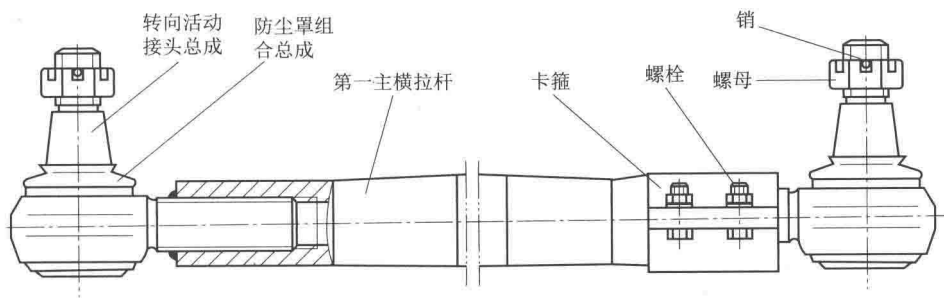 转向活动
接头总成
防尘罩组
合总成
第一主横拉杆
卡箍
螺栓
销
螺母